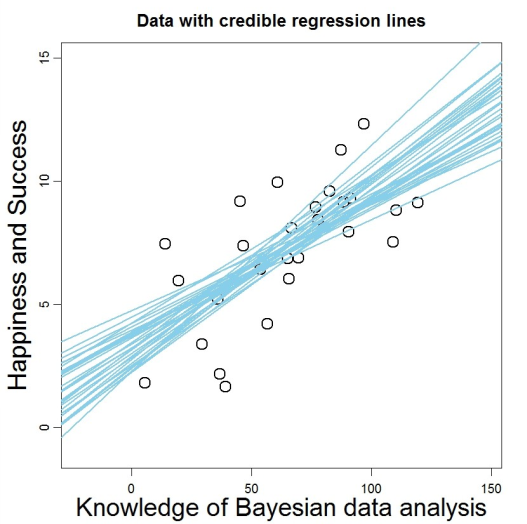 Data with credible regression lines
Happiness and Success
15
10
5
0
0 50 100 150
Knowledge of Bayesian data analysis